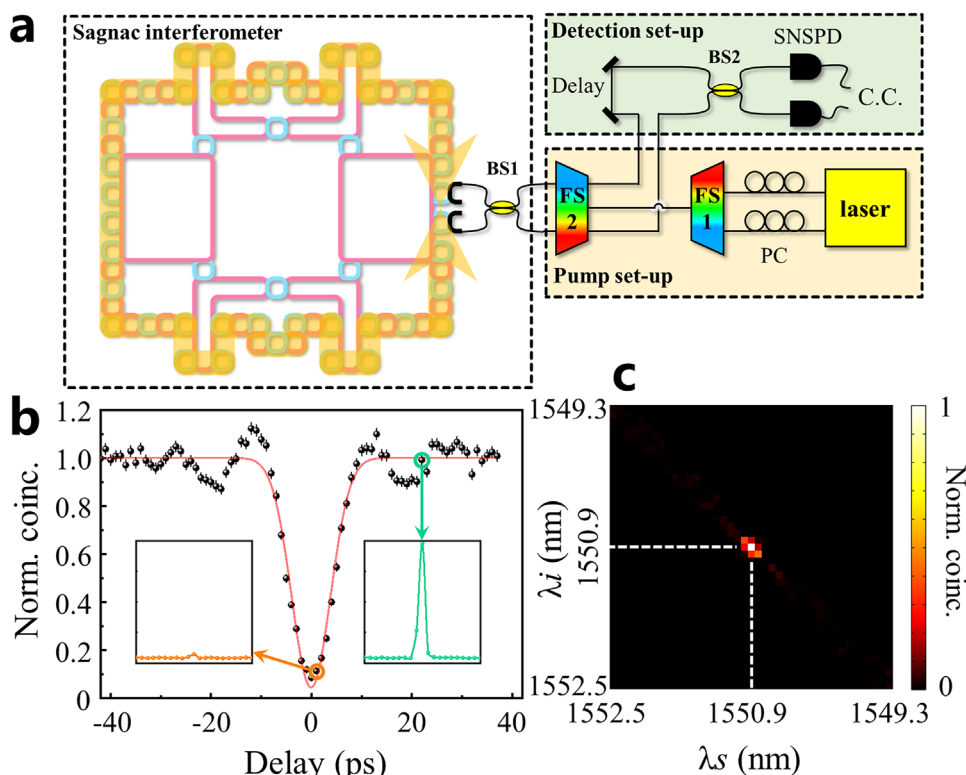 a
Sagnac interferometer
BS1
Detection set-up
SNSPD
BS2
Delay
C.C.
FS
2
FS
1
laser
PC
Pump set-up
b
1.2
1.0
0.8
0.6
0.4
0.2
0
Norm. coinc.
-40
-20
0
20
40
Delay (ps)
c
1549.3
1550.9
1552.5
λi (nm)
1552.5
1550.9
1549.3
λs (nm)
1
0
Norm. coinc.